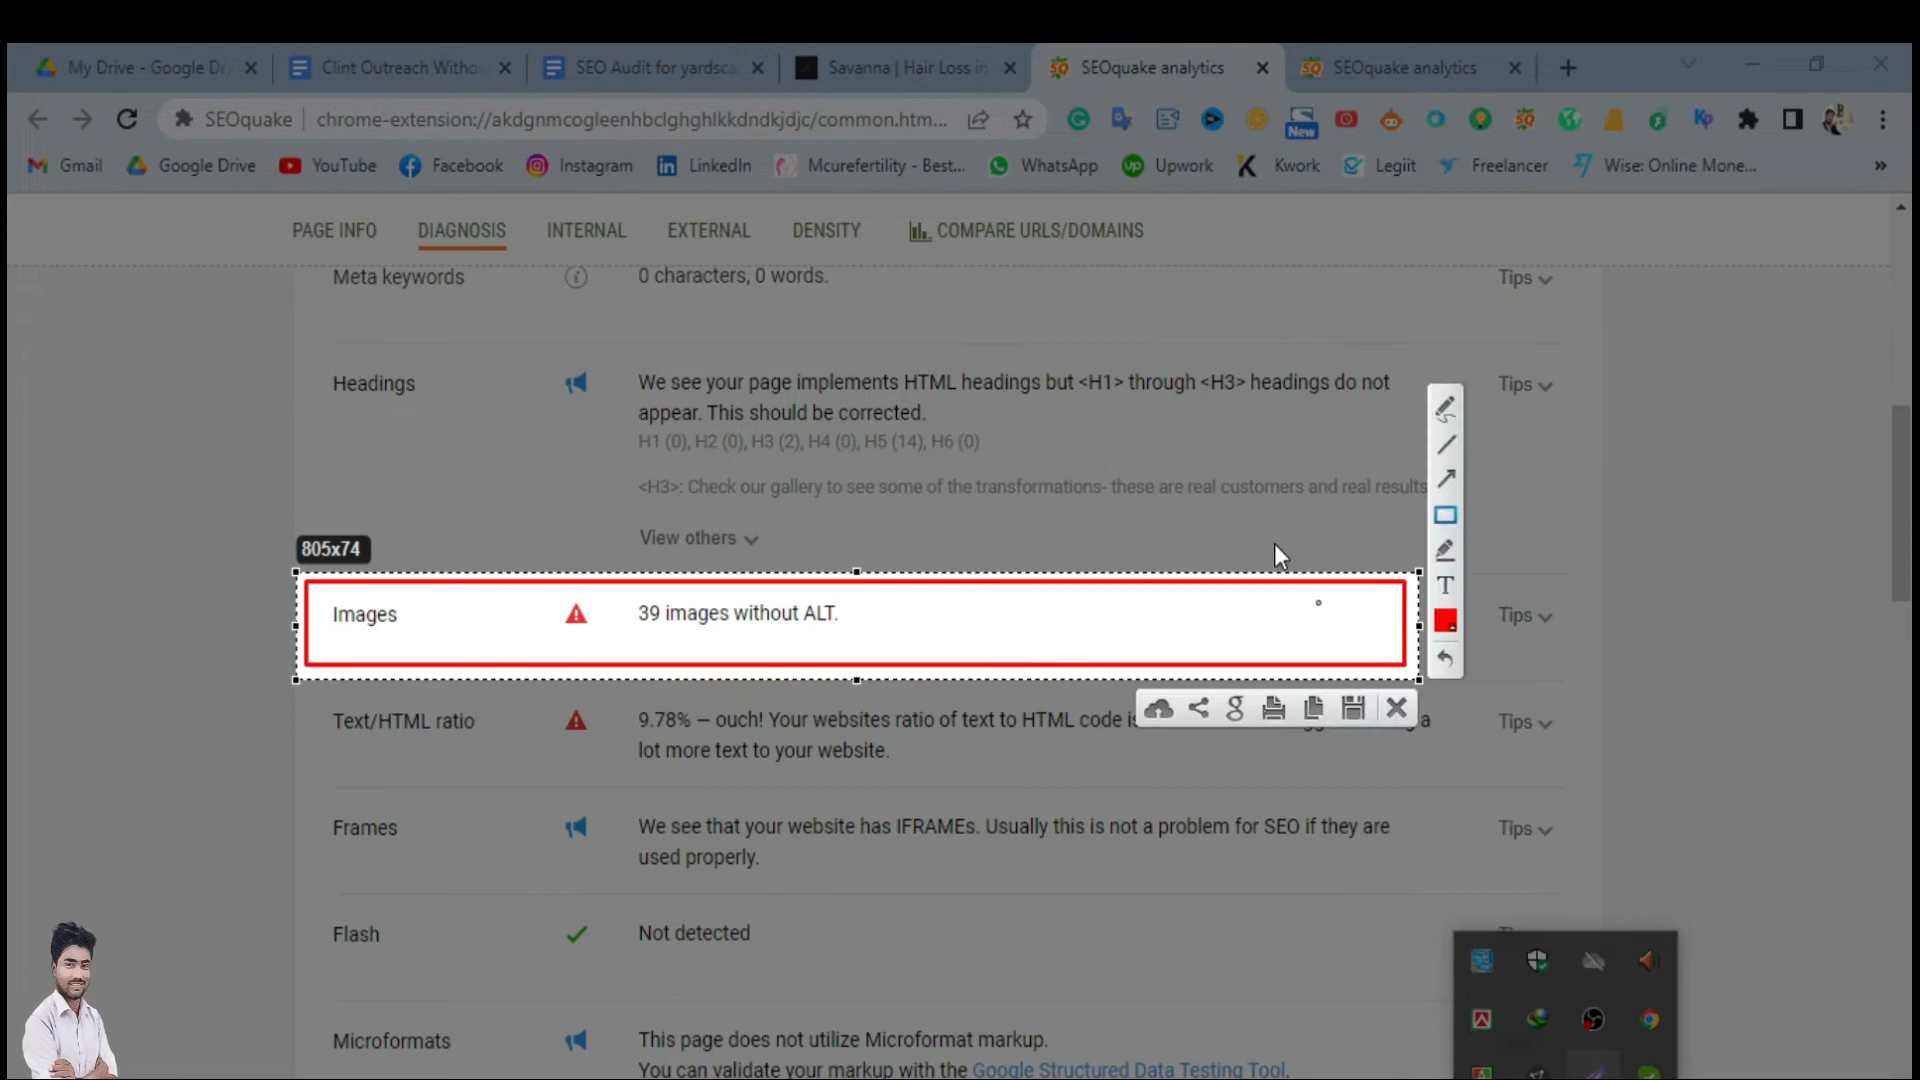 My Drive - Google Dr
Clint Outreach Witho
SEO Audit for yardsca
Savanna | Hair Loss in
SEOquake analytics
SEOquake analytics
SEOquake
chrome-extension://akdgnmcogleenhbclghghlkkdndkjdjc/common.htm...
New
Kp
Gmail
Google Drive
YouTube
Facebook
Instagram
LinkedIn
Mcurefertility - Best...
WhatsApp
Upwork
Kwork
Legiit
Freelancer
Wise: Online Mone...
»
PAGE INFO
DIAGNOSIS
INTERNAL
EXTERNAL
DENSITY
COMPARE URLS/DOMAINS
Meta keywords
0 characters, 0 words.
Tips
Headings
We see your page implements HTML headings but <H1> through <H3> headings do not
appear. This should be corrected.
Tips
H1 (0), H2 (0), H3 (2), H4 (0), H5 (14), H6 (0)
<H3>: Check our gallery to see some of the transformations- these are real customers and real results
View others
805x74
Images
39 images without ALT.
Tips
Text/HTML ratio
9.78% — ouch! Your websites ratio of text to HTML code is
a
lot more text to your website.
Tips
Frames
We see that your website has IFRAMEs. Usually this is not a problem for SEO if they are
used properly.
Tips
Flash
Not detected
Microformats
This page does not utilize Microformat markup.
You can validate your markup with the Google Structured Data Testing Tool.